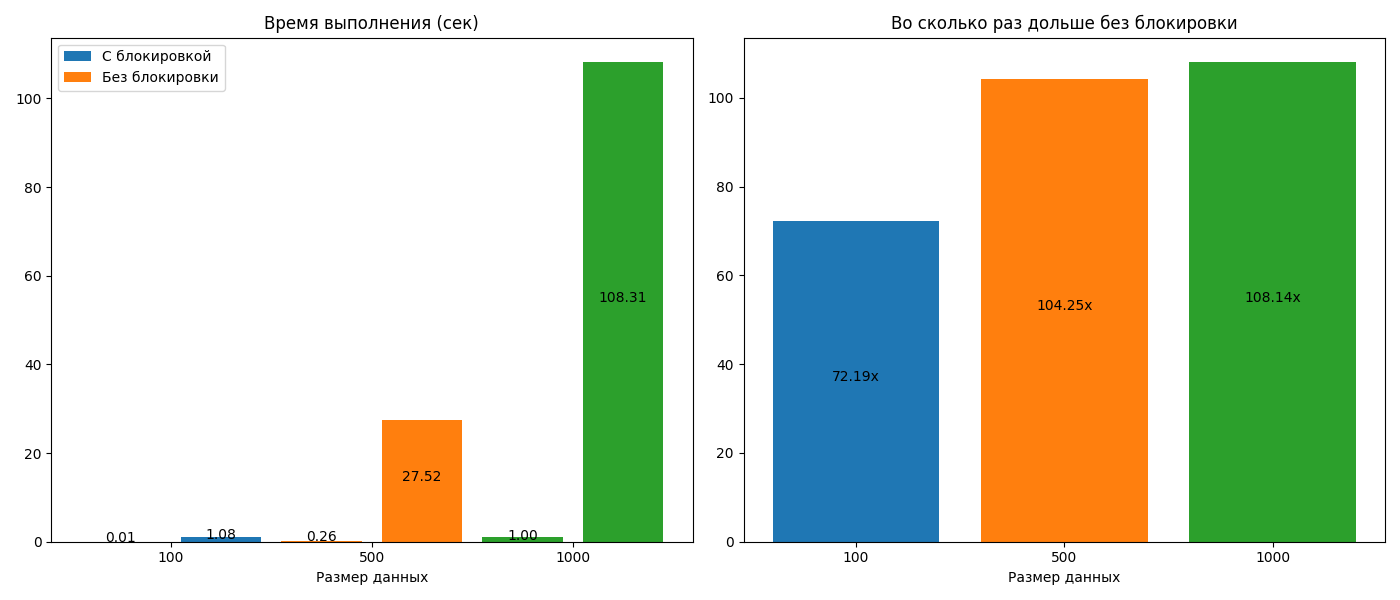 Время выполнения (сек)
С блокировкой
Без блокировки
100
80
60
40
20
0
0.01
1.08
0.26
27.52
1.00
108.31
100
500
1000
Размер данных
Во сколько раз дольше без блокировки
100
80
60
40
20
0
72.19x
104.25x
108.14x
100
500
1000
Размер данных